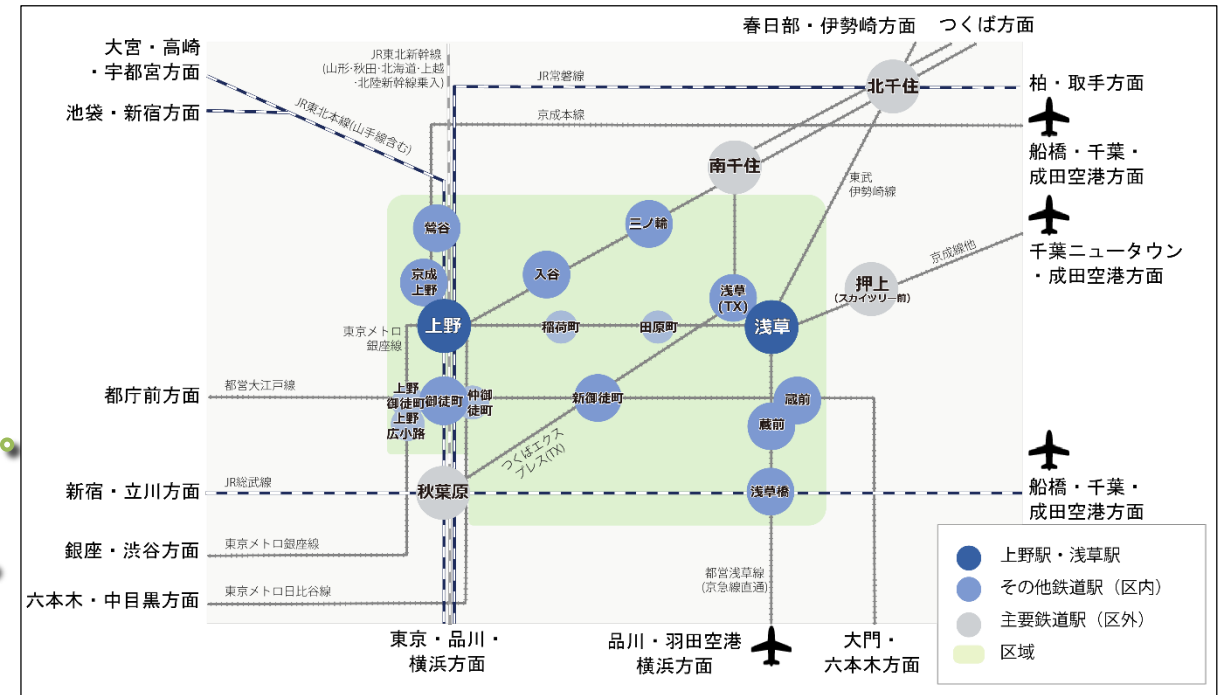 春日部・伊勢崎方面
つくば方面
大宮・高崎
・宇都宮方面
JR東北新幹線
(山形・秋田・北海道・上越
・北陸新幹線乗入)
JR常磐線
北千住
柏・取手方面
池袋・新宿方面
JR東北本線(山手線含む)
京成本線
船橋・千葉・
成田空港方面
南千住
東武
伊勢崎線
鶯谷
三ノ輪
千葉ニュータウン
・成田空港方面
京成線他
京成
上野
入谷
浅草
(TX)
押上
(スカイツリー前)
東京メトロ
銀座線
上野
稲荷町
田原町
浅草
都庁前方面
都営大江戸線
上野
御徒町
上野
広小路
御徒町
仲御
徒町
新御徒町
蔵前
蔵前
つくばエクス
プレス(TX)
新宿・立川方面
JR総武線
秋葉原
浅草橋
船橋・千葉・
成田空港方面
銀座・渋谷方面
東京メトロ銀座線
都営浅草線
(京急線直通)
六本木・中目黒方面
東京メトロ日比谷線
東京・品川・
横浜方面
品川・羽田空港
横浜方面
大門・
六本木方面
上野駅・浅草駅
その他鉄道駅（区内）
主要鉄道駅（区外）
区域